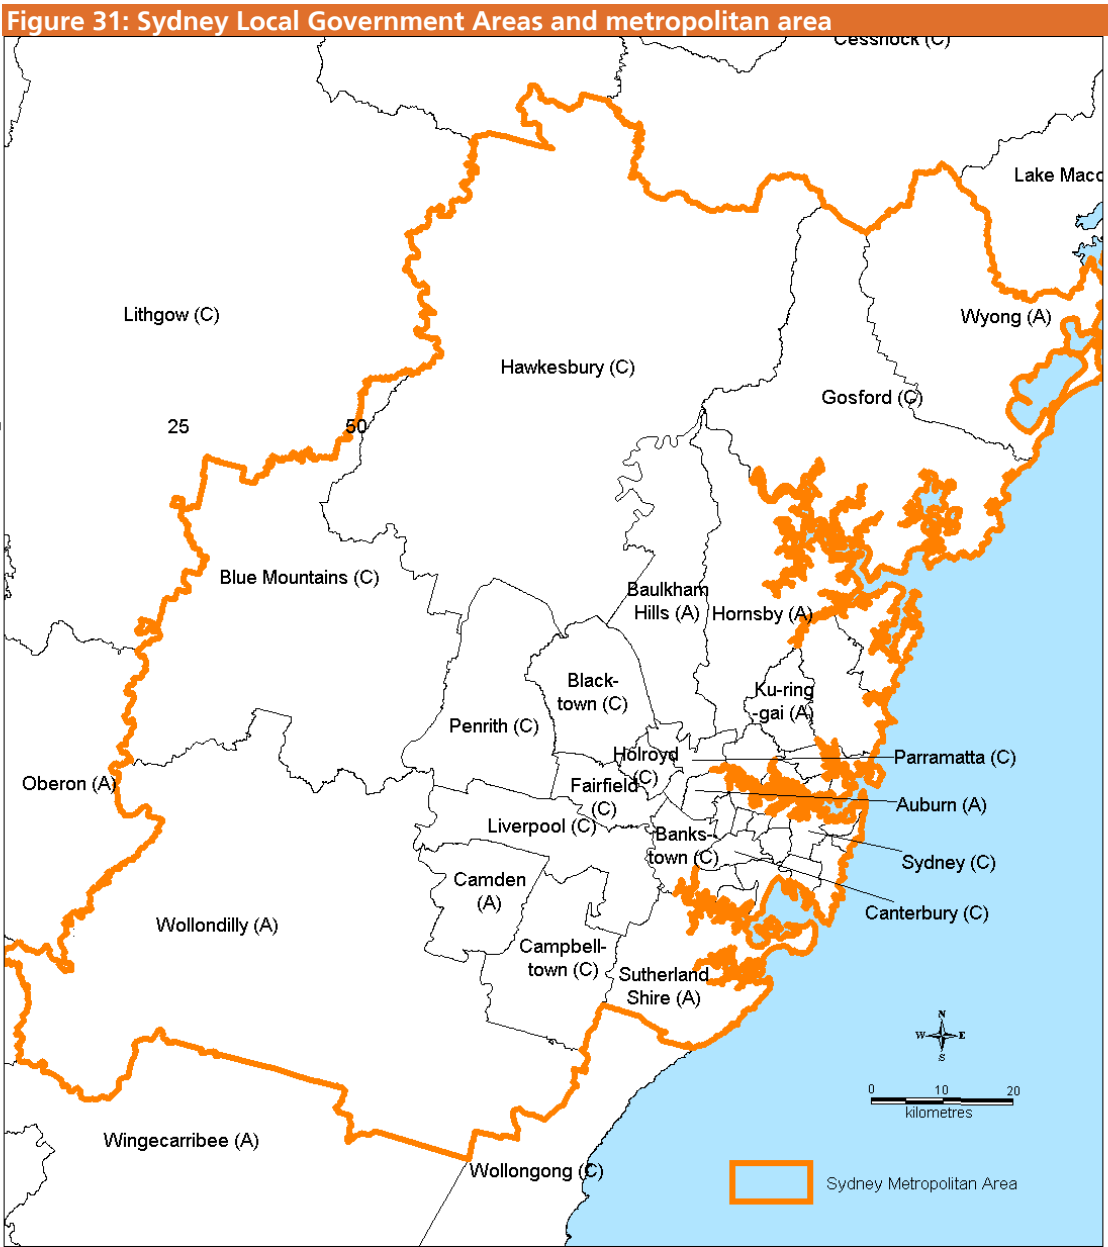 Figure 31: Sydney Local Government Areas and metropolitan area
Cessnock (C)
Lake Macc
Lithgow (C)
Wyong (A)
Hawkesbury (C)
Gosford (C)
25
50
Blue Mountains (C)
Baulkham
Hills (A)
Hornsby (A)
Black-
town (C)
Ku-ring
-gai (A)
Penrith (C)
Holroyd
(C)
Parramatta (C)
Oberon (A)
Fairfield
(C)
Auburn (A)
Liverpool (C)
Banks-
town (C)
Sydney (C)
Camden
(A)
Canterbury (C)
Wollondilly (A)
Campbell-
town (C)
Sutherland
Shire (A)
N
W
E
S
0
10
20
kilometres
Wingecarribee (A)
Wollongong (C)
Sydney Metropolitan Area